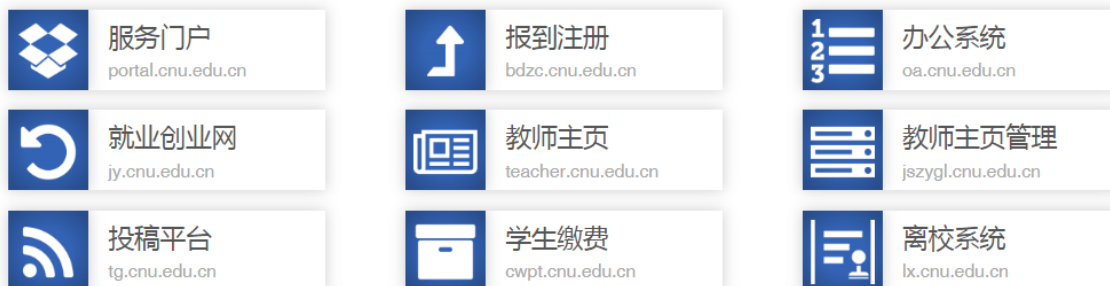 服务门户
portal.cnu.edu.cn
报到注册
bdzc.cnu.edu.cn
1
2
3
办公系统
oa.cnu.edu.cn
就业创业网
jy.cnu.edu.cn
教师主页
teacher.cnu.edu.cn
教师主页管理
jszygl.cnu.edu.cn
投稿平台
tg.cnu.edu.cn
学生缴费
cwpt.cnu.edu.cn
离校系统
lx.cnu.edu.cn